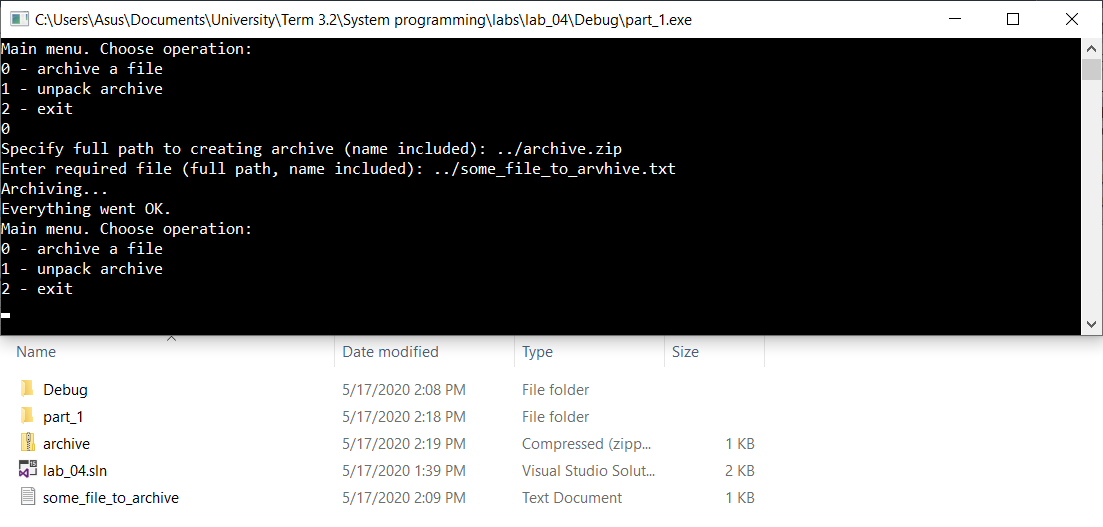 C:\Users\Asus\Documents\University\Term 3.2\System programming\labs\lab_04\Debug\part_1.exe
Main menu. Choose operation:
0 - archive a file
1 - unpack archive
2 - exit
0
Specify full path to creating archive (name included): ../archive.zip
Enter required file (full path, name included): ../some_file_to_arvhive.txt
Archiving...
Everything went OK.
Main menu. Choose operation:
0 - archive a file
1 - unpack archive
2 - exit
Name Date modified Type Size
Debug 5/17/2020 2:08 PM File folder
part_1 5/17/2020 2:18 PM File folder
archive 5/17/2020 2:19 PM Compressed (zipp... 1 KB
lab_04.sln 5/17/2020 1:39 PM Visual Studio Solut... 2 KB
some_file_to_archive 5/17/2020 2:09 PM Text Document 1 KB